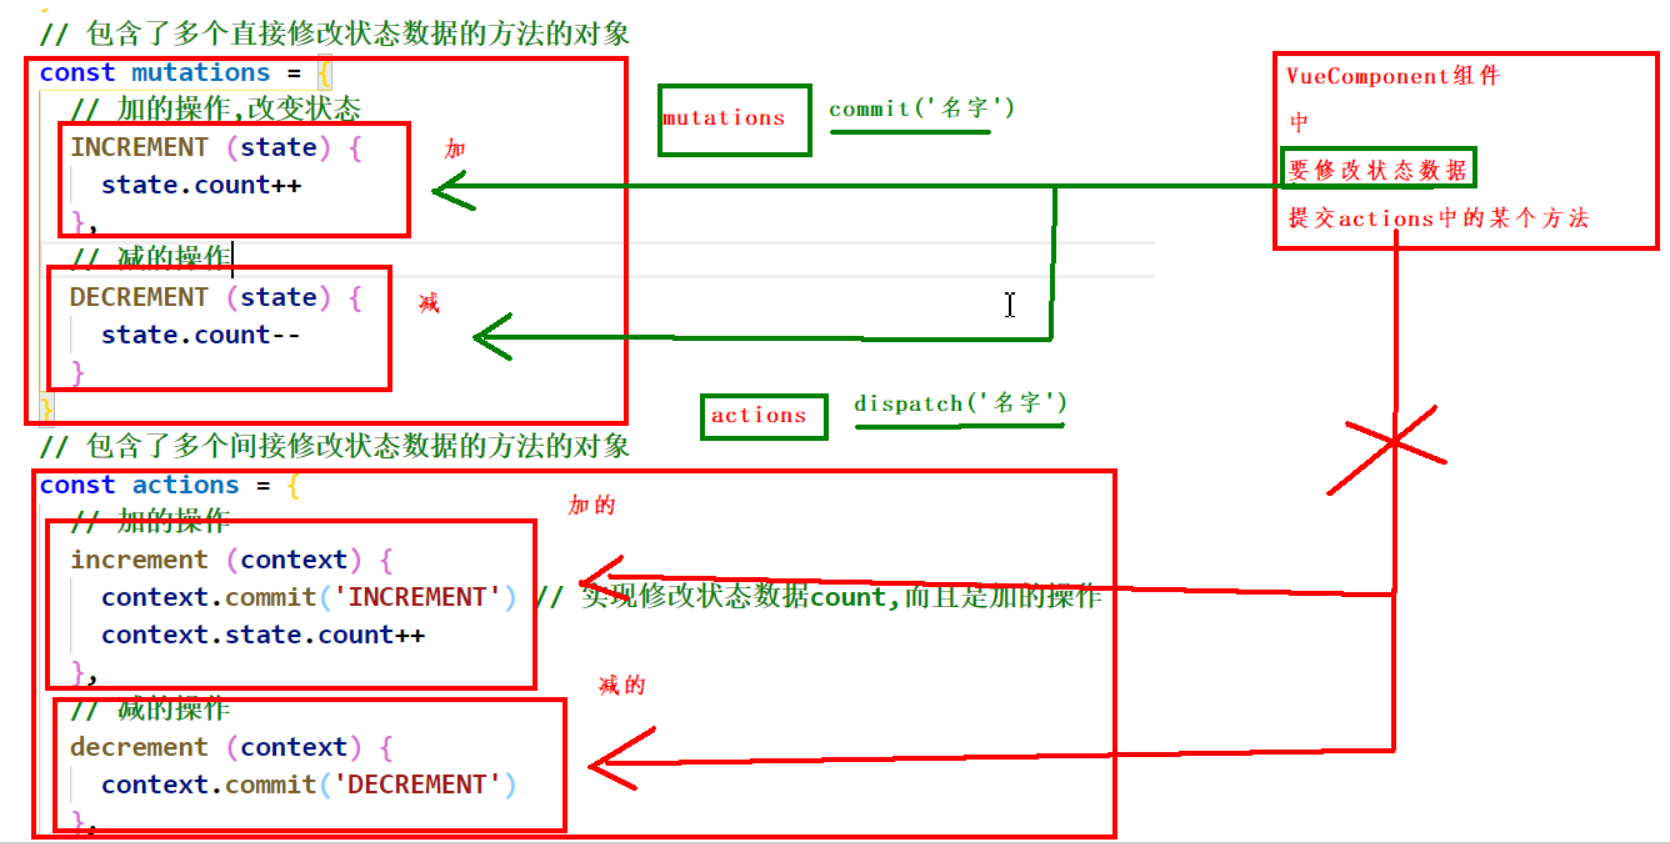 // 包含了多个直接修改状态数据的方法的对象
const mutations = {
// 加的操作,改变状态
INCREMENT (state) {
state.count++
},
// 减的操作
DECREMENT (state) {
state.count--
}
}
// 包含了多个间接修改状态数据的方法的对象
const actions = {
// 加的操作
increment (context) {
context.commit('INCREMENT') // 实现修改状态数据count,而且是加的操作
context.state.count++
},
// 减的操作
decrement (context) {
context.commit('DECREMENT')
},
加
减
mutations
commit('名字')
actions
dispatch('名字')
加的
减的
VueComponent组件
中
要修改状态数据
提交actions中的某个方法